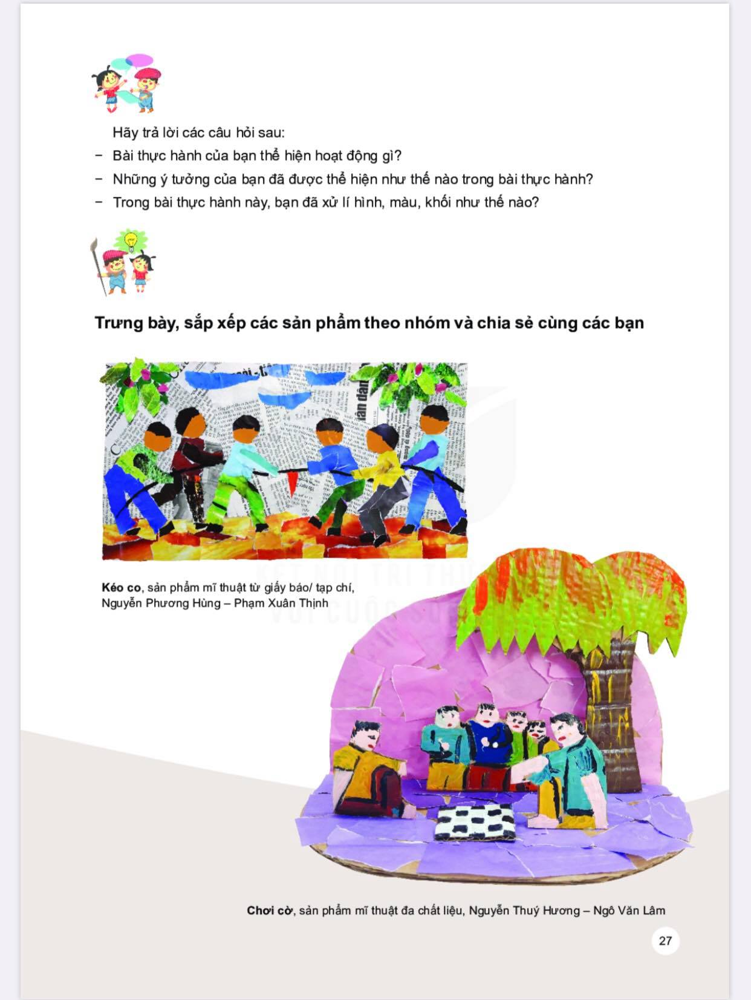 Hãy trả lời các câu hỏi sau:
– Bài thực hành của bạn thể hiện hoạt động gì?
– Những ý tưởng của bạn đã được thể hiện như thế nào trong bài thực hành?
– Trong bài thực hành này, bạn đã xử lí hình, màu, khối như thế nào?
Trưng bày, sắp xếp các sản phẩm theo nhóm và chia sẻ cùng các bạn
Kéo co, sản phẩm mĩ thuật từ giấy báo/ tạp chí,
Nguyễn Phương Hùng – Phạm Xuân Thịnh
Chơi cờ, sản phẩm mĩ thuật đa chất liệu, Nguyễn Thuý Hương – Ngô Văn Lâm
27